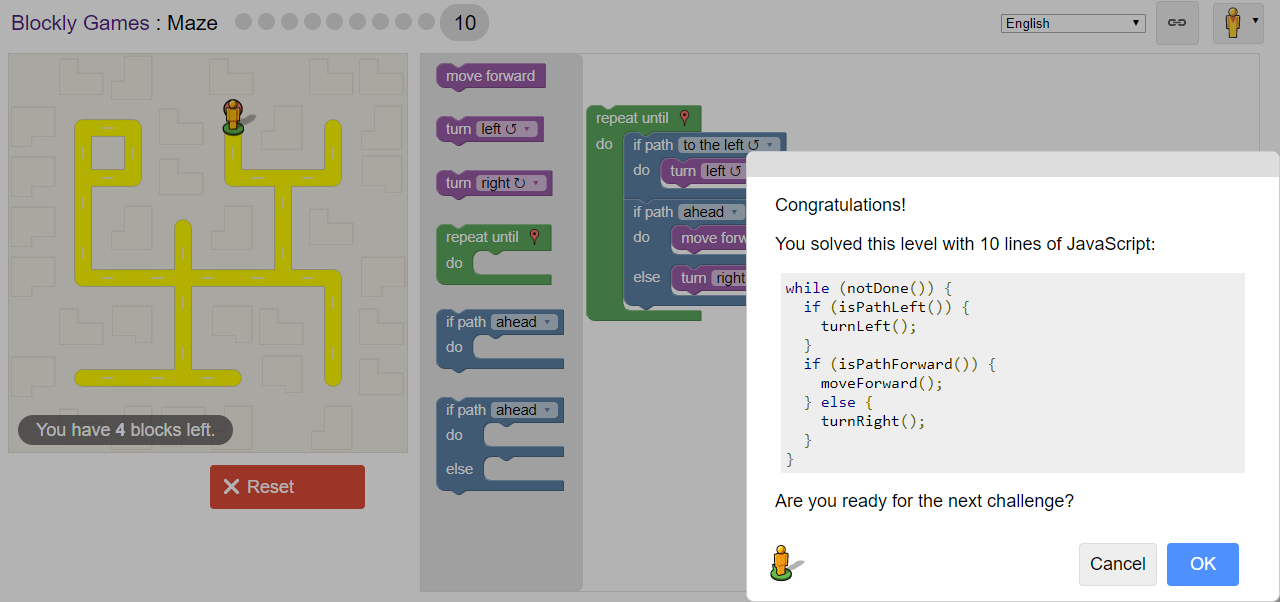 Blockly Games : Maze 10 English
move forward
turn left ↺
turn right ↻
repeat until
do
if path ahead
do
if path ahead
do
else
repeat until
do if path to the left ↺
do turn left ↺
if path ahead
do
else turn right
You have 4 blocks left.
Reset
Congratulations!
You solved this level with 10 lines of JavaScript:
while (notDone()) {
  if (isPathLeft()) {
    turnLeft();
  }
  if (isPathForward()) {
    moveForward();
  } else {
    turnRight();
  }
}
Are you ready for the next challenge?
Cancel OK